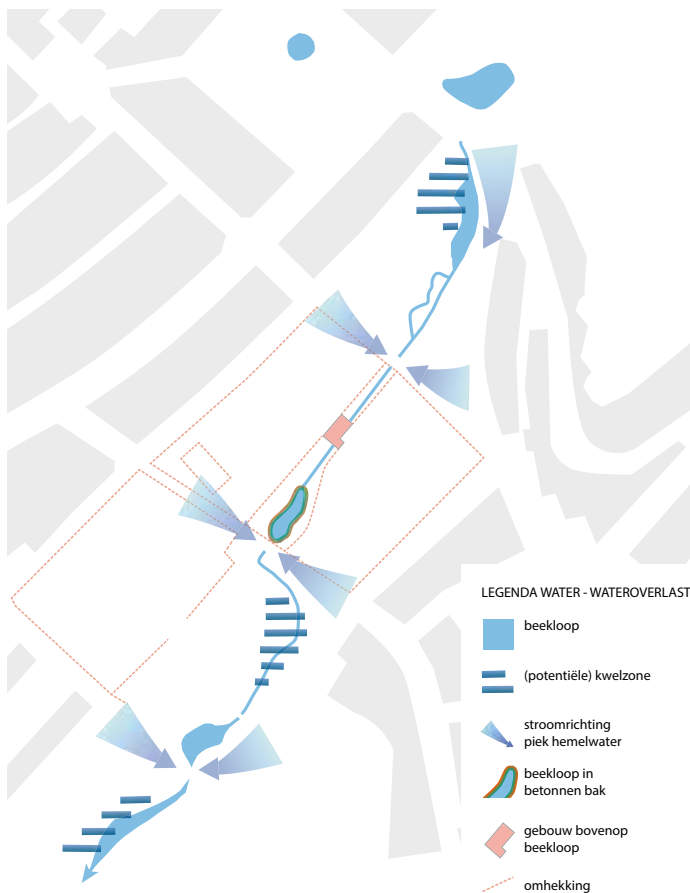 LEGENDA WATER - WATEROVERLAST
beekloop
(potentiële) kwelzone
stroomrichting
piek hemelwater
beekloop in
betonnen bak
gebouw bovenop
beekloop
omhekking